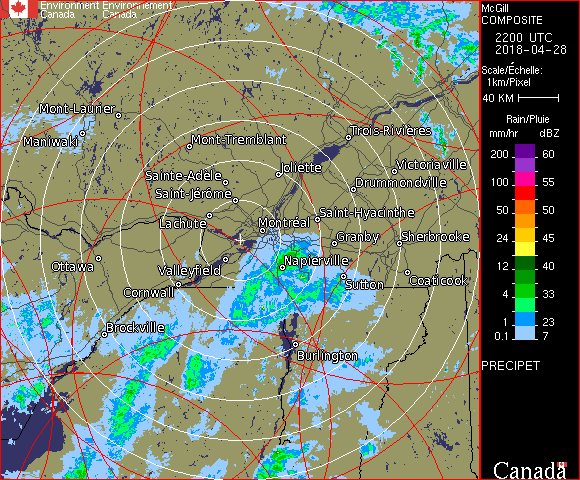 Environment Environnement
Canada Canada
McGill
COMPOSITE
2200 UTC
2018-04-28
Scale/Échelle:
1km/Pixel
40 KM
Rain/Pluie
mm/hr dBZ
200 60
100 55
50 50
24 45
12 40
4 33
2 30
1 23
0.1 7
PRECIPET
Canada
Mont-Laurier
Maniwaki
Mont-Tremblant
Trois-Rivières
Sainte-Adèle
Joliette
Victoriaville
Saint-Jérôme
Drummondville
Lachute
Montréal
Saint-Hyacinthe
Granby
Sherbrooke
Ottawa
Valleyfield
Napierville
Cornwall
Sutton
Coaticook
Brockville
Burlington